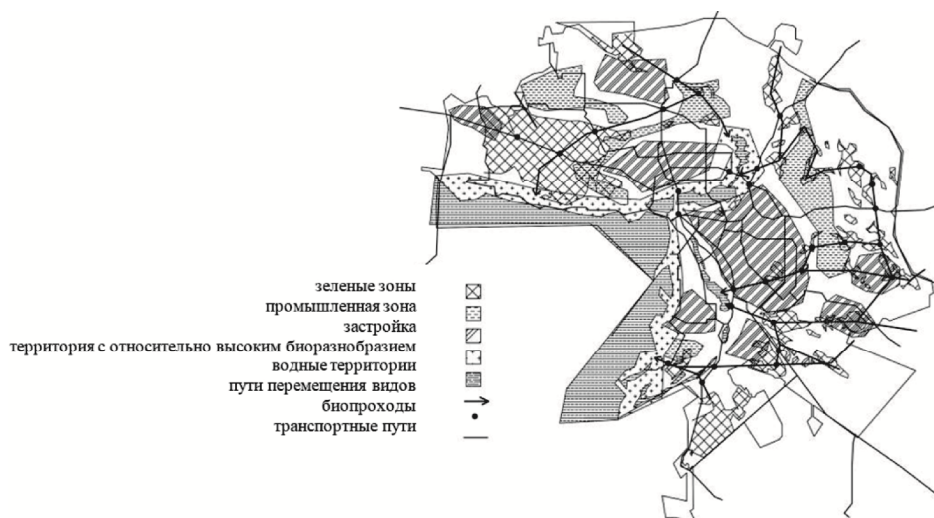 зеленые зоны
промышленная зона
застройка
территория с относительно высоким биоразнобразием
водные территории
пути перемещения видов
биопроходы
транспортные пути